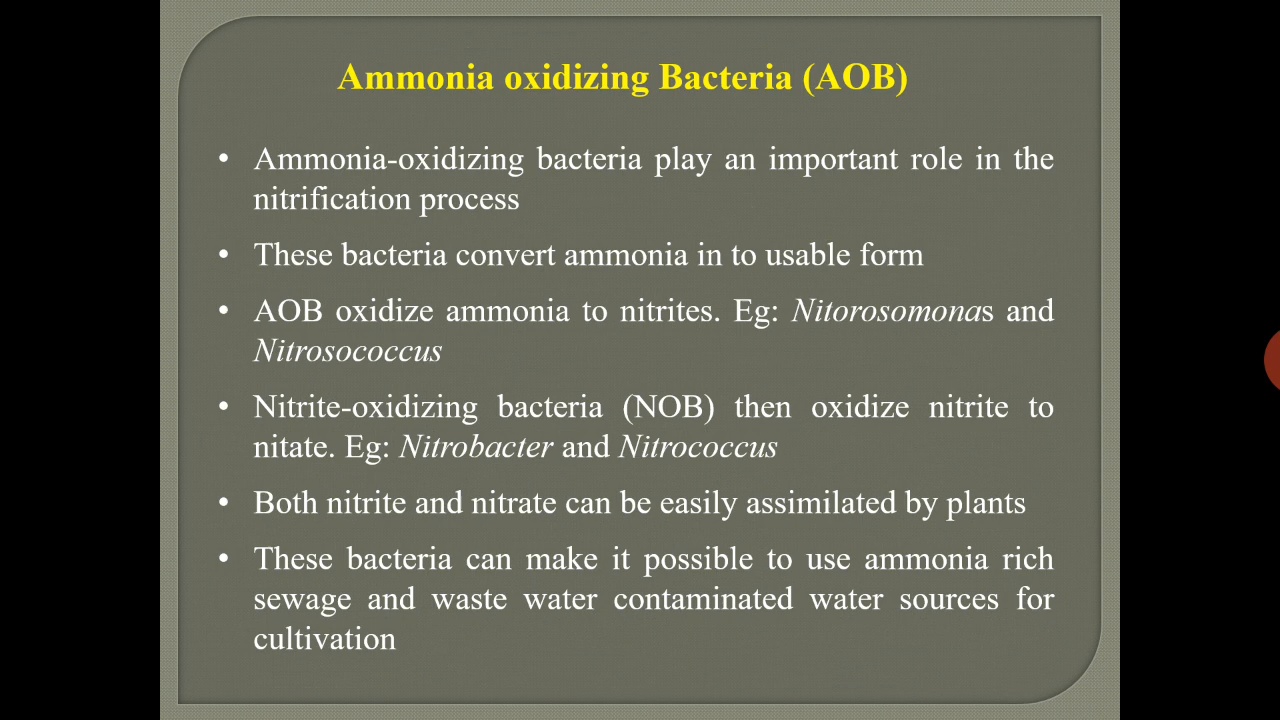 Ammonia oxidizing Bacteria (AOB)
• Ammonia-oxidizing bacteria play an important role in the
nitrification process
• These bacteria convert ammonia in to usable form
• AOB oxidize ammonia to nitrites. Eg: Nitorosomonas and
Nitrosococcus
• Nitrite-oxidizing bacteria (NOB) then oxidize nitrite to
nitate. Eg: Nitrobacter and Nitrococcus
• Both nitrite and nitrate can be easily assimilated by plants
• These bacteria can make it possible to use ammonia rich
sewage and waste water contaminated water sources for
cultivation